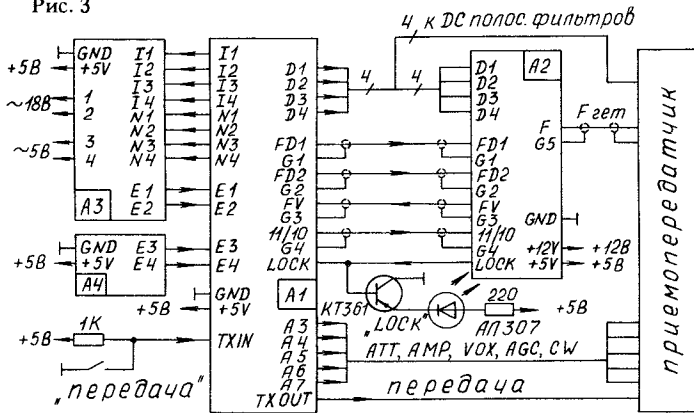 Рис. 3
4 к DC полос. фильтров
GND I1 I1
+5В +5V I2 I2 D1 4 4 D1 A2
I3 I3 D2 D2
~18В 1 I4 I4 D3 D3
2 N1 N1 D4 D4 F Fгет
N2 N2 G5
~5В 3 N3 N3 FD1 FD1
4 N4 N4 G1 G1
FD2 FD2
A3 E1 E1 G2 G2
E2 E2 FV FV
G3 G3 GND
GND E3 E3 11/10 11/10
+5В +5V E4 E4 G4 G4 +12V +12В
A4 LOCK LOCK +5V +5В
GND A1
+5В +5V КТ361 220 +5В
„LOCK" АЛ307
+5В 1К TXIN A3
A4 ATT, AMP, VOX, AGC, CW
A5
A6
„передача" A7 передача
TXOUT
приемопередатчик